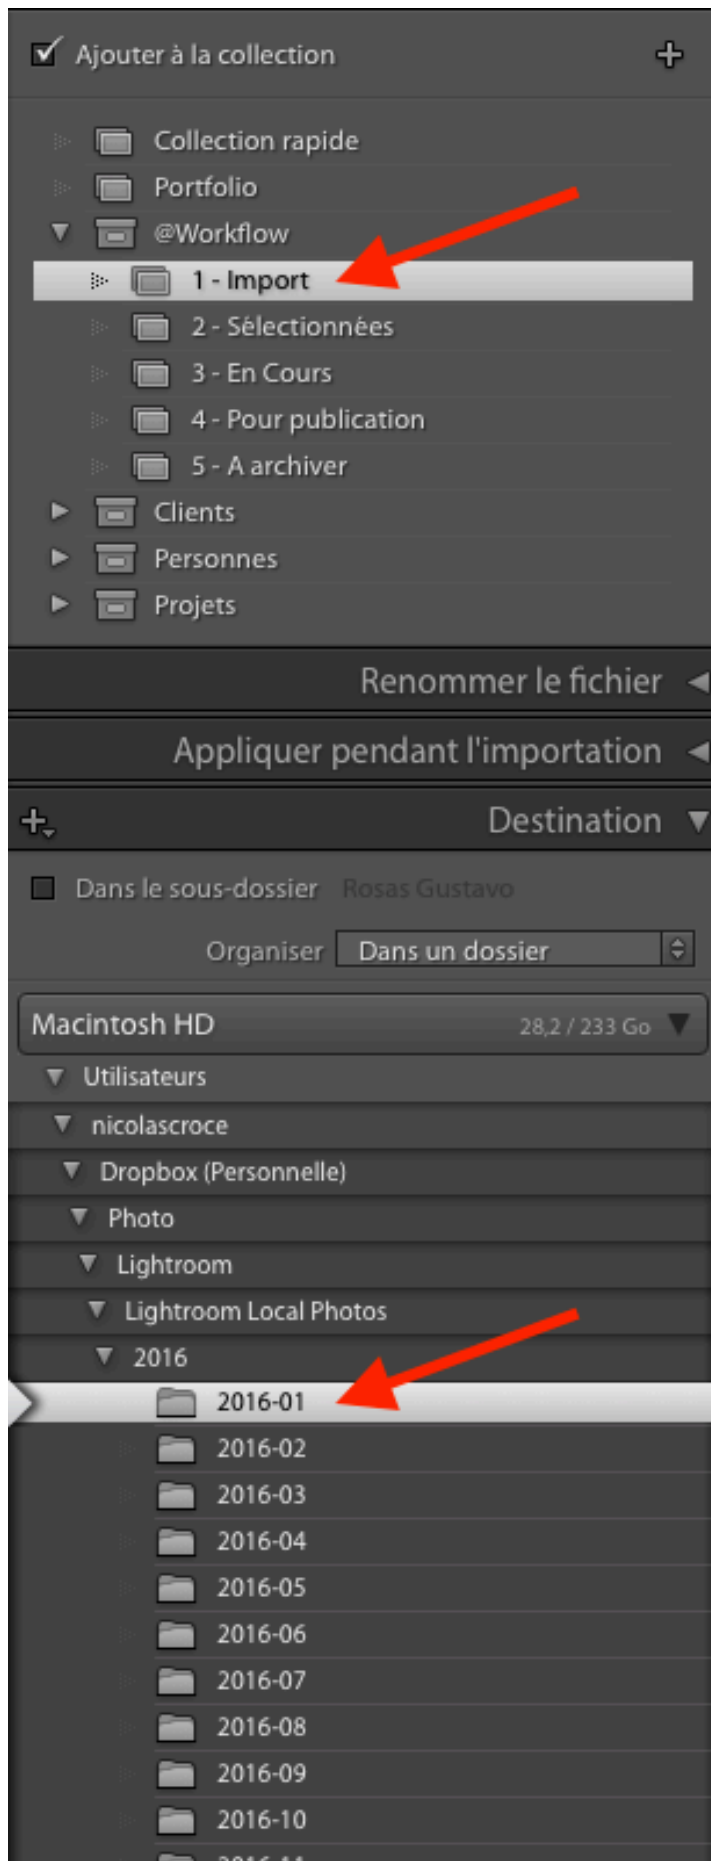 Ajouter à la collection
Collection rapide
Portfolio
@Workflow
1 - Import
2 - Sélectionnées
3 - En Cours
4 - Pour publication
5 - A archiver
Clients
Personnes
Projets
Renommer le fichier
Appliquer pendant l'importation
Destination
Dans le sous-dossier Rosas Gustavo
Organiser Dans un dossier
Macintosh HD 28,2 / 233 Go
Utilisateurs
nicolascroce
Dropbox (Personnelle)
Photo
Lightroom
Lightroom Local Photos
2016
2016-01
2016-02
2016-03
2016-04
2016-05
2016-06
2016-07
2016-08
2016-09
2016-10